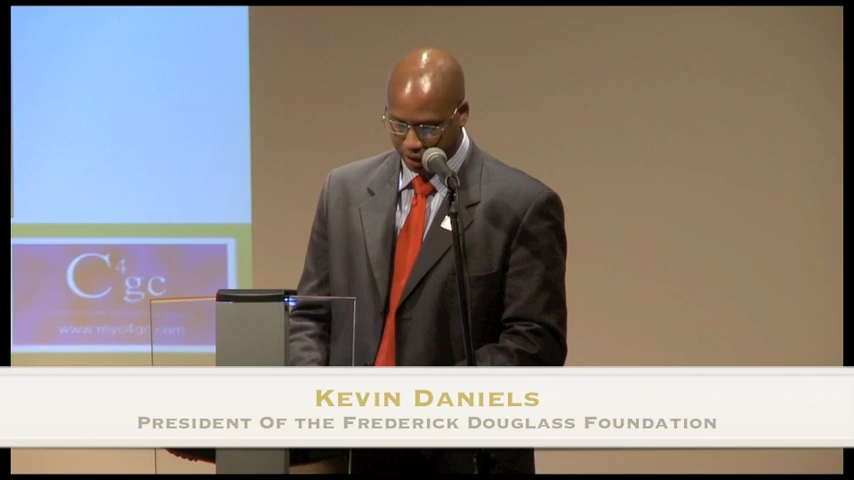 C4gc
www.myc4gc.com
Kevin Daniels
President Of the Frederick Douglass Foundation